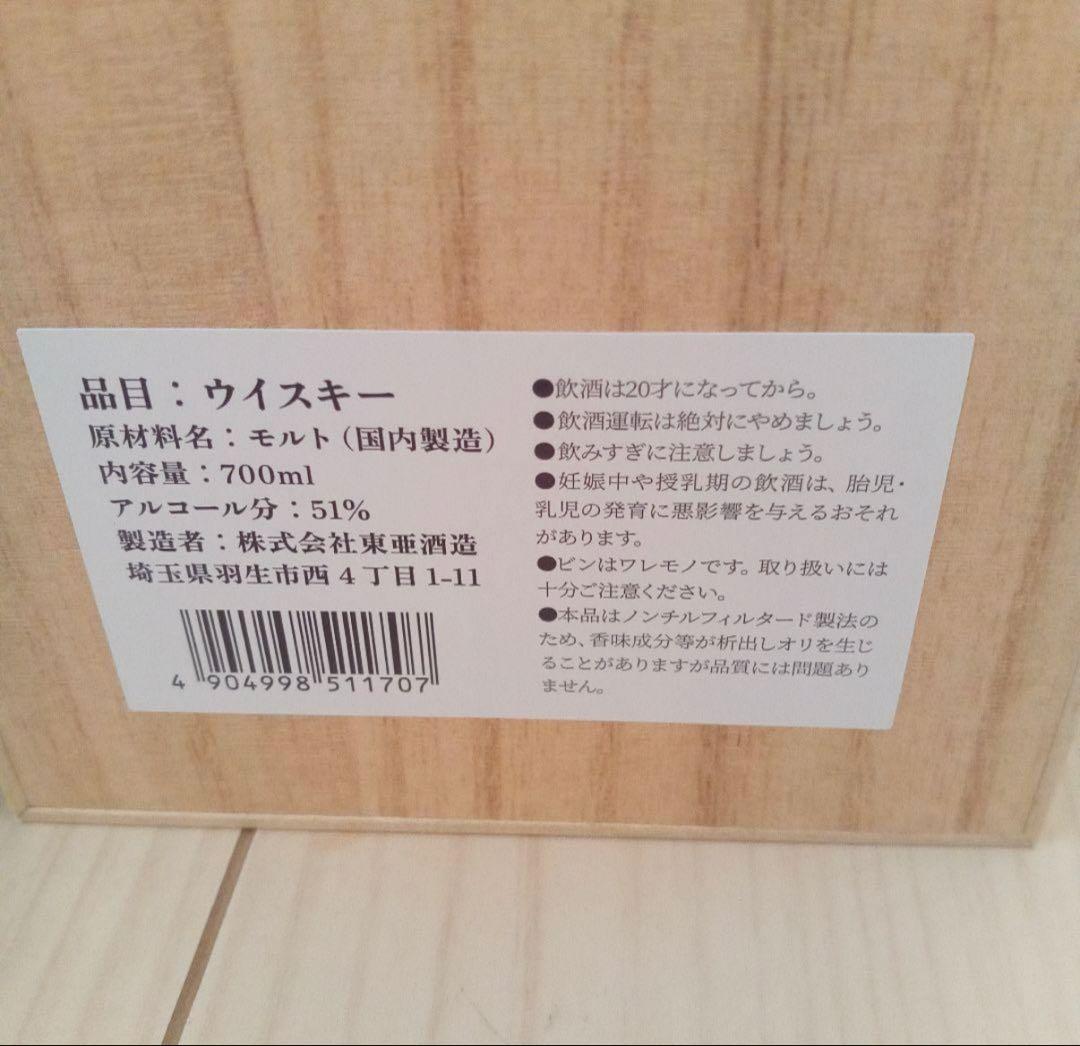 品目：ウイスキー
原材料名：モルト（国内製造）
内容量：700ml
アルコール分：51%
製造者：株式会社東亜酒造
埼玉県羽生市西４丁目1-11
4 904998 511707
●飲酒は20才になってから。
●飲酒運転は絶対にやめましょう。
●飲みすぎに注意しましょう。
●妊娠中や授乳期の飲酒は、胎児・
乳児の発育に悪影響を与えるおそれ
があります。
●ビンはワレモノです。取り扱いには
十分ご注意ください。
●本品はノンチルフィルタード製法の
ため、香味成分等が析出しオリを生じ
ることがありますが品質には問題あり
ません。